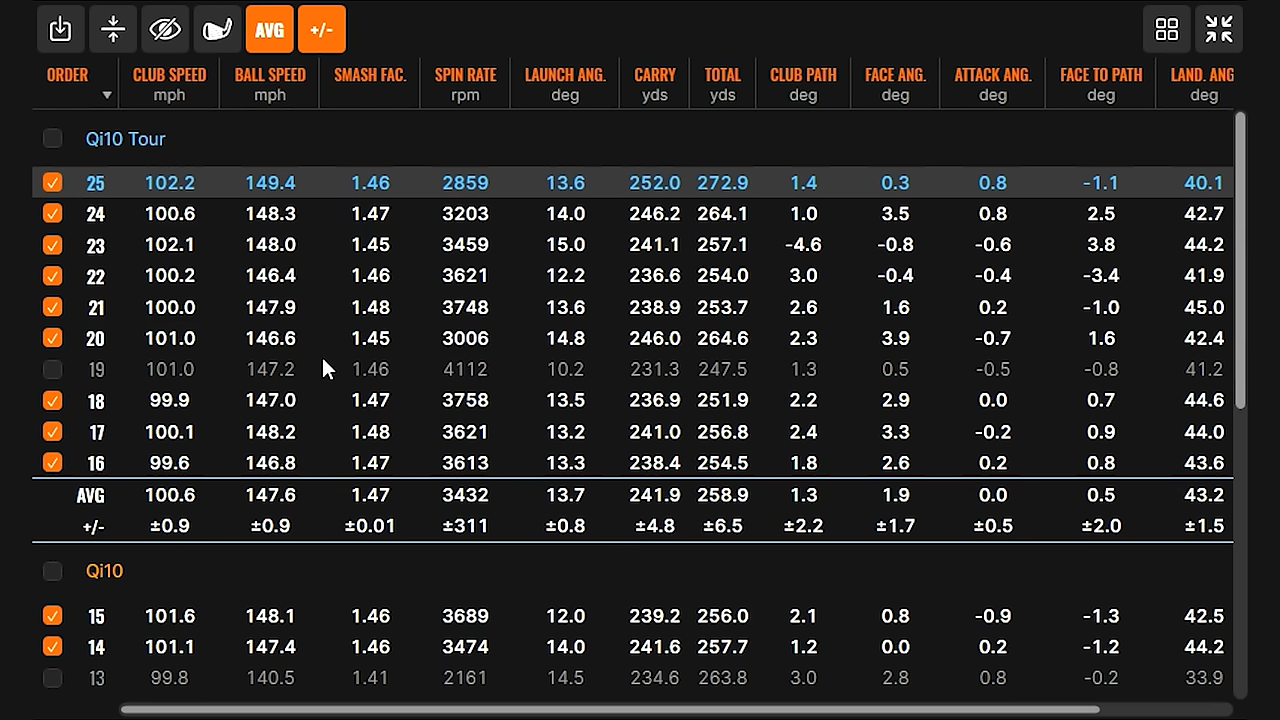 AVG +/-
ORDER CLUB SPEED BALL SPEED SMASH FAC. SPIN RATE LAUNCH ANG. CARRY TOTAL CLUB PATH FACE ANG. ATTACK ANG. FACE TO PATH LAND. ANG
mph mph rpm deg yds yds deg deg deg deg deg
Qi10 Tour
25 102.2 149.4 1.46 2859 13.6 252.0 272.9 1.4 0.3 0.8 -1.1 40.1
24 100.6 148.3 1.47 3203 14.0 246.2 264.1 1.0 3.5 0.8 2.5 42.7
23 102.1 148.0 1.45 3459 15.0 241.1 257.1 -4.6 -0.8 -0.6 3.8 44.2
22 100.2 146.4 1.46 3621 12.2 236.6 254.0 3.0 -0.4 -0.4 -3.4 41.9
21 100.0 147.9 1.48 3748 13.6 238.9 253.7 2.6 1.6 0.2 -1.0 45.0
20 101.0 146.6 1.45 3006 14.8 246.0 264.6 2.3 3.9 -0.7 1.6 42.4
19 101.0 147.2 1.46 4112 10.2 231.3 247.5 1.3 0.5 -0.5 -0.8 41.2
18 99.9 147.0 1.47 3758 13.5 236.9 251.9 2.2 2.9 0.0 0.7 44.6
17 100.1 148.2 1.48 3621 13.2 241.0 256.8 2.4 3.3 -0.2 0.9 44.0
16 99.6 146.8 1.47 3613 13.3 238.4 254.5 1.8 2.6 0.2 0.8 43.6
AVG 100.6 147.6 1.47 3432 13.7 241.9 258.9 1.3 1.9 0.0 0.5 43.2
+/- ±0.9 ±0.9 ±0.01 ±311 ±0.8 ±4.8 ±6.5 ±2.2 ±1.7 ±0.5 ±2.0 ±1.5
Qi10
15 101.6 148.1 1.46 3689 12.0 239.2 256.0 2.1 0.8 -0.9 -1.3 42.5
14 101.1 147.4 1.46 3474 14.0 241.6 257.7 1.2 0.0 0.2 -1.2 44.2
13 99.8 140.5 1.41 2161 14.5 234.6 263.8 3.0 2.8 0.8 -0.2 33.9